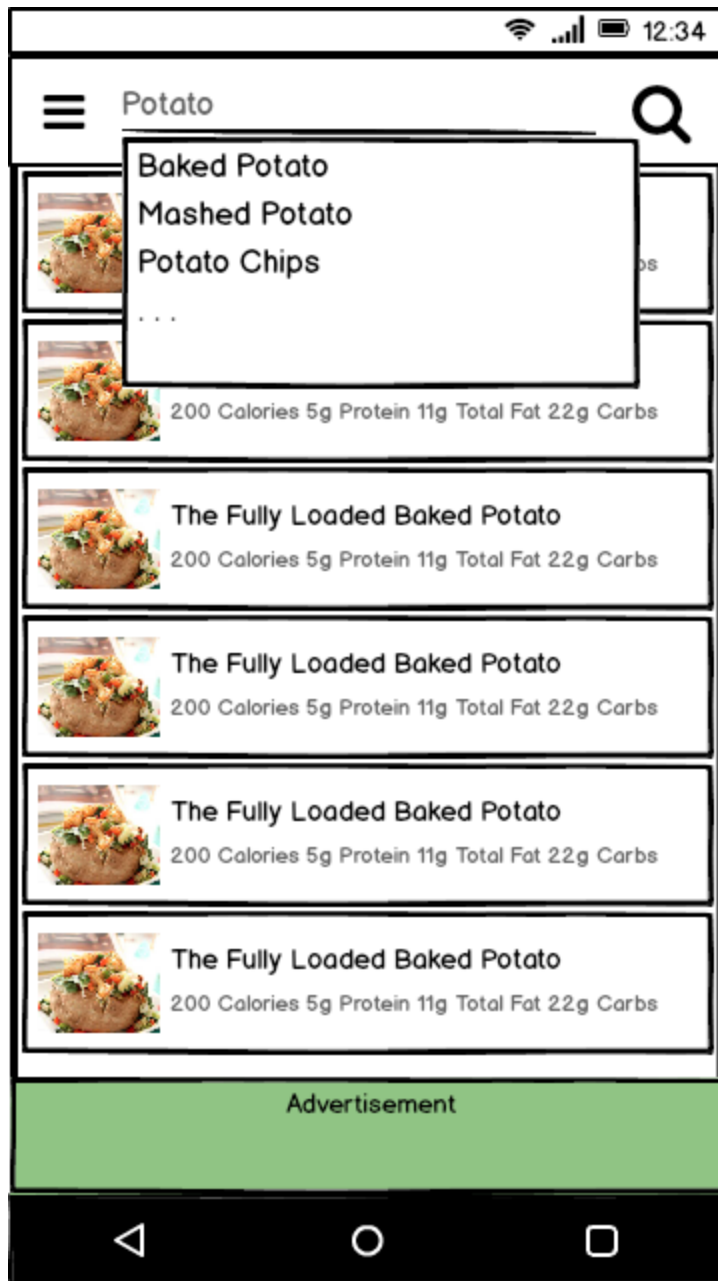 12:34
Potato
Baked Potato
Mashed Potato
Potato Chips
. . .
200 Calories 5g Protein 11g Total Fat 22g Carbs
The Fully Loaded Baked Potato
200 Calories 5g Protein 11g Total Fat 22g Carbs
The Fully Loaded Baked Potato
200 Calories 5g Protein 11g Total Fat 22g Carbs
The Fully Loaded Baked Potato
200 Calories 5g Protein 11g Total Fat 22g Carbs
The Fully Loaded Baked Potato
200 Calories 5g Protein 11g Total Fat 22g Carbs
Advertisement